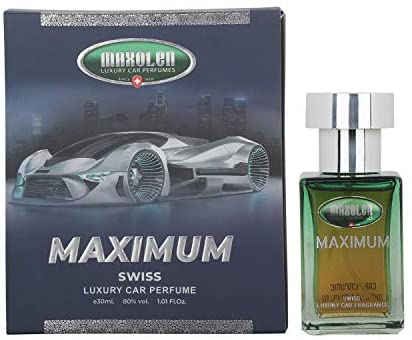 MAXOLEN
LUXURY CAR PERFUMES
MAXIMUM
SWISS
LUXURY CAR PERFUME
e30ml. 80% vol. 1.01 FL.Oz.
MAXOLEN
MAXIMUM
SWISS
LUXURY CAR FRAGRANCE